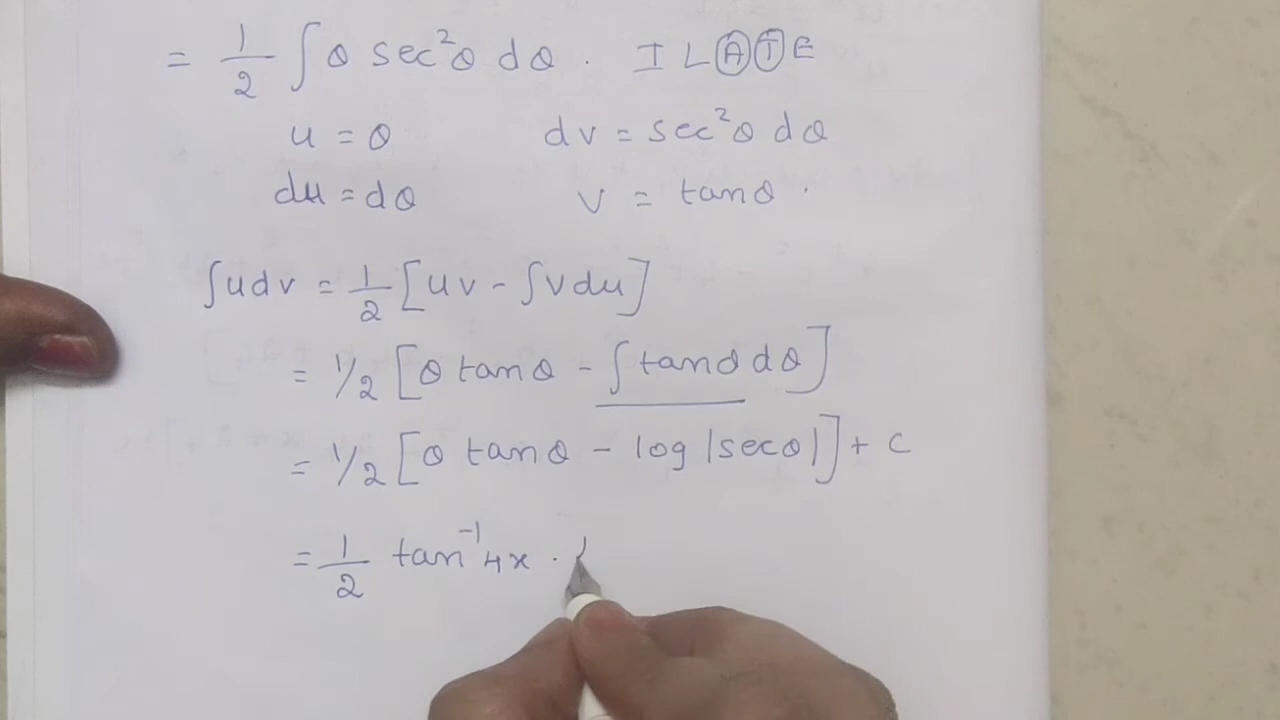 = 1/2 ∫ θ sec²θ dθ . I L A T E
u = θ dv = sec²θ dθ
du = dθ v = tanθ .
∫udv = 1/2 [uv - ∫vdu]
= 1/2 [θ tanθ - ∫tanθ dθ]
= 1/2 [θ tanθ - log |secθ|] + c
= 1/2 tan⁻¹4x .